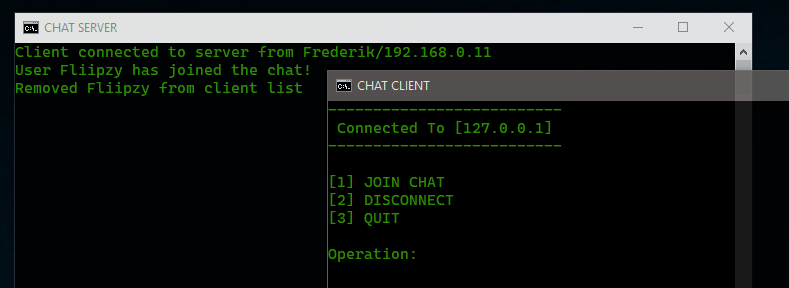 CHAT SERVER
Client connected to server from Frederik/192.168.0.11
User Fliipzy has joined the chat!
Removed Fliipzy from client list
CHAT CLIENT
--------------------------
Connected To [127.0.0.1]
--------------------------
[1] JOIN CHAT
[2] DISCONNECT
[3] QUIT
Operation: